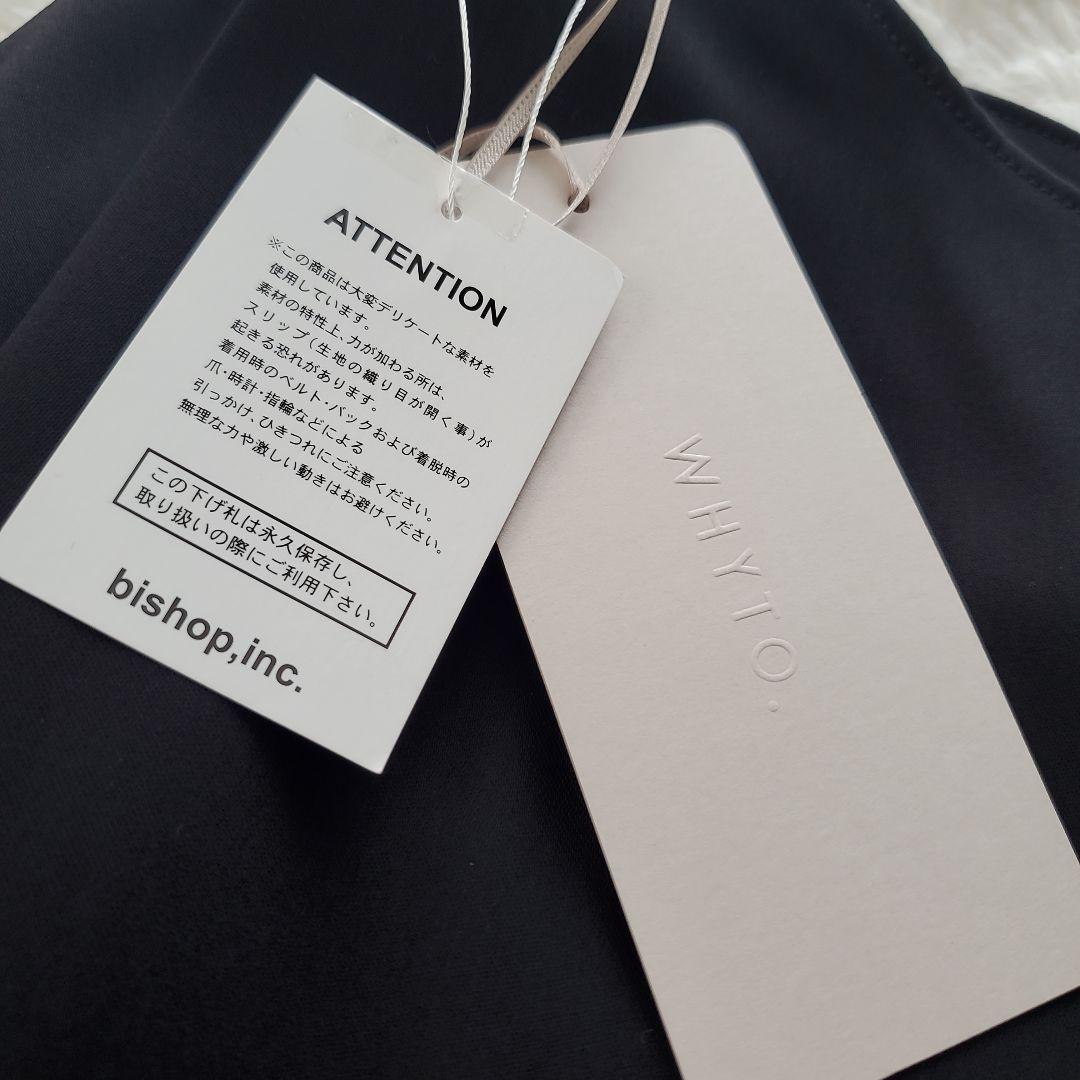 ATTENTION
※この商品は大変デリケートな素材を
使用しています。
素材の特性上、力が加わる所は、
スリップ(生地の織り目が開く事)が
起きる恐れがあります。
着用時のベルト・バックおよび着脱時の
爪・時計・指輪などによる
引っかけ、ひきつれにご注意ください。
無理な力や激しい動きはお避けください。
この下げ札は永久保存し、
取り扱いの際にご利用下さい。
bishop,inc.
WHYTO.